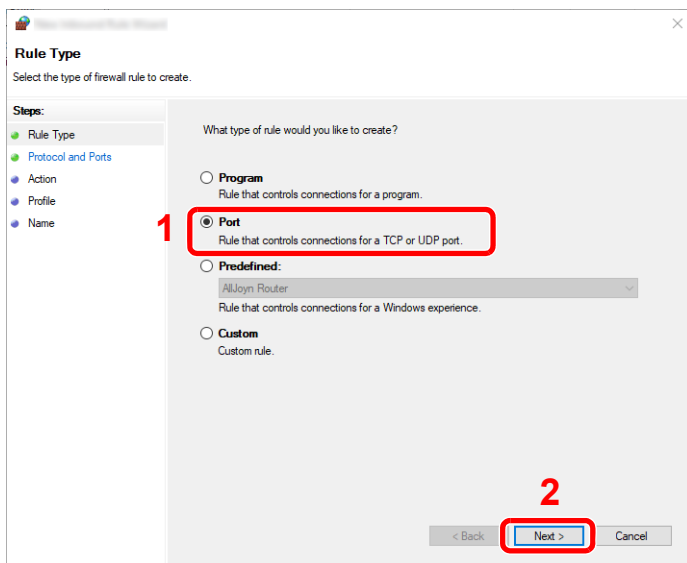 Rule Type
Select the type of firewall rule to create.
Steps:
Rule Type
Protocol and Ports
Action
Profile
Name
What type of rule would you like to create?
Program
Rule that controls connections for a program.
1
Port
Rule that controls connections for a TCP or UDP port.
Predefined:
AllJoyn Router
Rule that controls connections for a Windows experience.
Custom
Custom rule.
2
< Back
Next >
Cancel